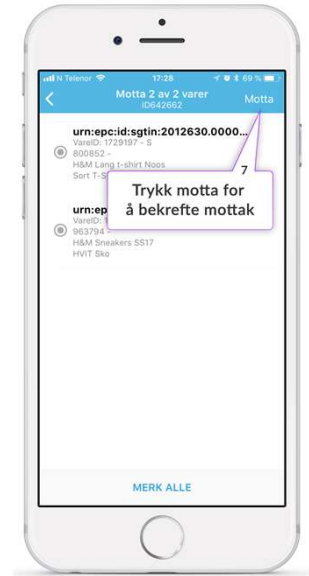 N Telenor 17:28 69 %
Motta 2 av 2 varer Motta
ID642662
urn:epc:id:sgtin:2012630.0000...
VareID: 1729197 - S
800852 -
H&M Lang t-shirt Noos
Sort T-S
7
Trykk motta for
å bekrefte mottak
urn:ep
VareID:
963794 -
H&M Sneakers SS17
HVIT Sko
MERK ALLE